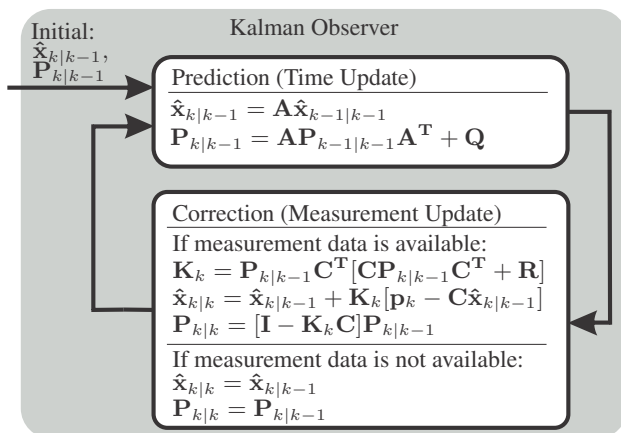 Initial:
x̂_{k|k−1},
P_{k|k−1}
Kalman Observer
Prediction (Time Update)
x̂_{k|k−1} = Ax̂_{k−1|k−1}
P_{k|k−1} = AP_{k−1|k−1}A^T + Q
Correction (Measurement Update)
If measurement data is available:
K_k = P_{k|k−1}C^T[CP_{k|k−1}C^T + R]
x̂_{k|k} = x̂_{k|k−1} + K_k[p_k − Cx̂_{k|k−1}]
P_{k|k} = [I − K_kC]P_{k|k−1}
If measurement data is not available:
x̂_{k|k} = x̂_{k|k−1}
P_{k|k} = P_{k|k−1}